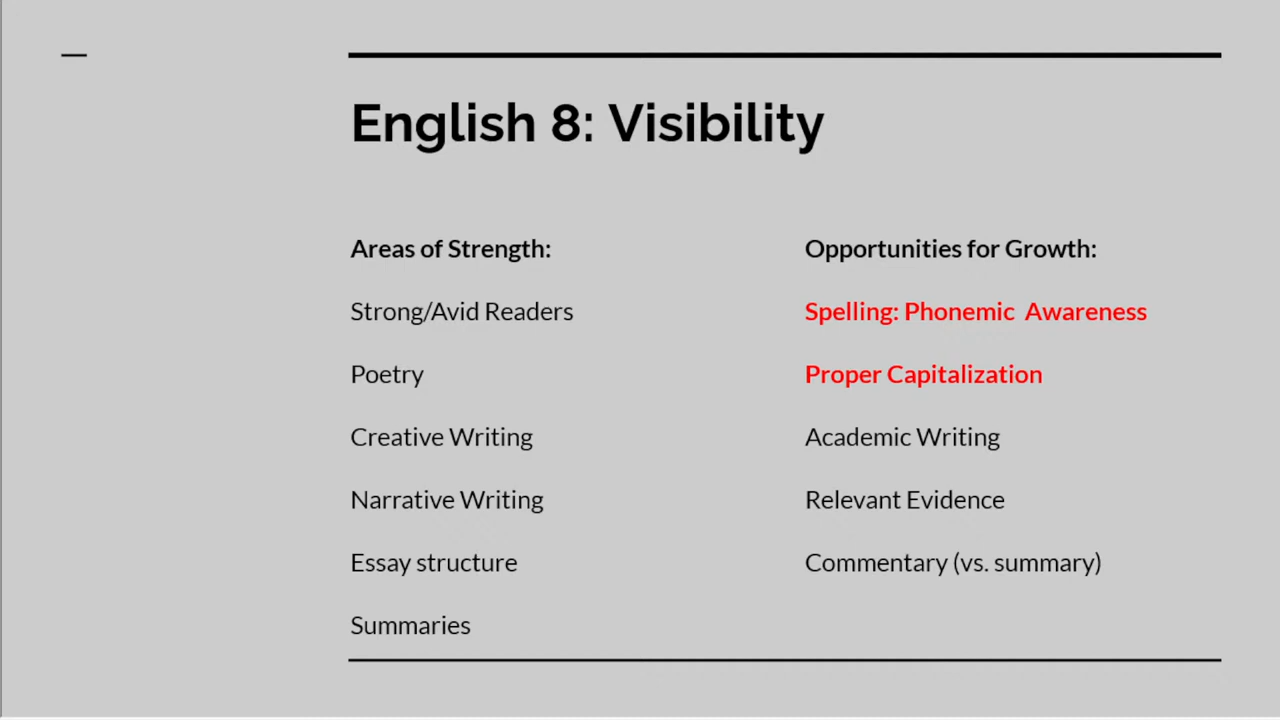 English 8: Visibility
Areas of Strength:
Strong/Avid Readers
Poetry
Creative Writing
Narrative Writing
Essay structure
Summaries
Opportunities for Growth:
Spelling: Phonemic  Awareness
Proper Capitalization
Academic Writing
Relevant Evidence
Commentary (vs. summary)